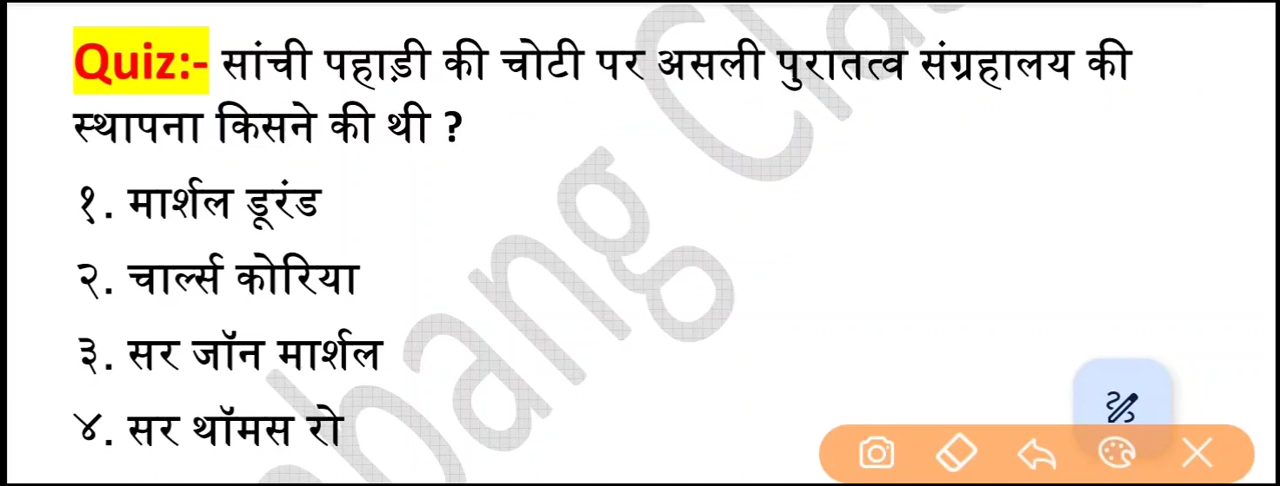 Quiz:- सांची पहाड़ी की चोटी पर असली पुरातत्व संग्रहालय की
स्थापना किसने की थी ?
१. मार्शल डूरंड
२. चार्ल्स कोरिया
३. सर जॉन मार्शल
४. सर थॉमस रो